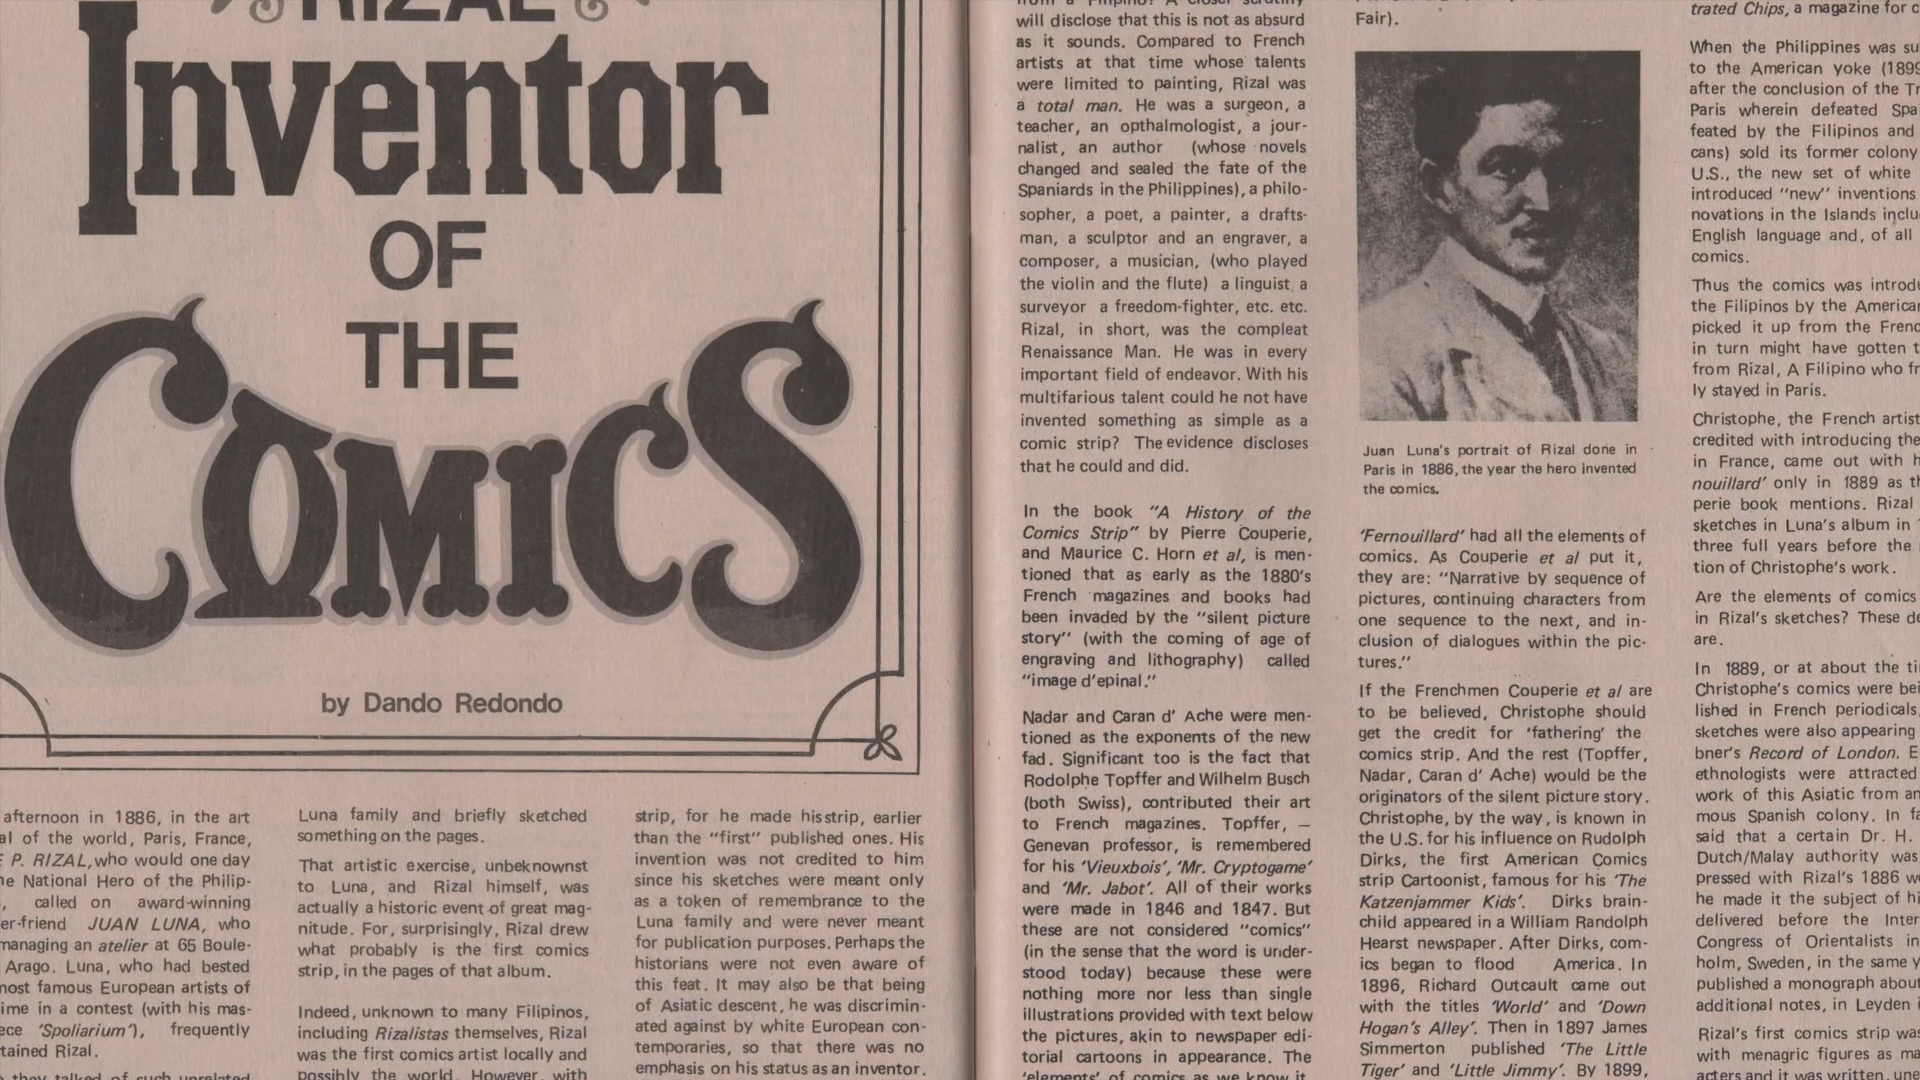 RIZAL
Inventor
OF
THE
COMICS
by Dando Redondo
afternoon in 1886, in the art
of the world, Paris, France,
P. RIZAL, who would one day
National Hero of the Philip-
called on award-winning
JUAN LUNA, who
managing an atelier at 65 Boule-
Arago. Luna, who had bested
most famous European artists of
in a contest (with his mas-
'Spoliarium'), frequently
Rizal.
they talked of such unrelated
Luna family and briefly sketched
something on the pages.
That artistic exercise, unbeknownst
to Luna, and Rizal himself, was
actually a historic event of great mag-
nitude. For, surprisingly, Rizal drew
what probably is the first comics
strip, in the pages of that album.
Indeed, unknown to many Filipinos,
including Rizalistas themselves, Rizal
was the first comics artist locally and
possibly the world. However, with
strip, for he made his strip, earlier
than the "first" published ones. His
invention was not credited to him
since his sketches were meant only
as a token of remembrance to the
Luna family and were never meant
for publication purposes. Perhaps the
historians were not even aware of
this feat. It may also be that being
of Asiatic descent, he was discrimin-
ated against by white European con-
temporaries, so that there was no
emphasis on his status as an inventor.
from a Filipino? A closer scrutiny
will disclose that this is not as absurd
as it sounds. Compared to French
artists at that time whose talents
were limited to painting, Rizal was
a total man. He was a surgeon, a
teacher, an opthalmologist, a jour-
nalist, an author (whose novels
changed and sealed the fate of the
Spaniards in the Philippines), a philo-
sopher, a poet, a painter, a drafts-
man, a sculptor and an engraver, a
composer, a musician, (who played
the violin and the flute) a linguist, a
surveyor a freedom-fighter, etc. etc.
Rizal, in short, was the compleat
Renaissance Man. He was in every
important field of endeavor. With his
multifarious talent could he not have
invented something as simple as a
comic strip? The evidence discloses
that he could and did.
In the book "A History of the
Comics Strip" by Pierre Couperie,
and Maurice C. Horn et al, is men-
tioned that as early as the 1880's
French magazines and books had
been invaded by the "silent picture
story" (with the coming of age of
engraving and lithography) called
"image d'epinal."
Nadar and Caran d' Ache were men-
tioned as the exponents of the new
fad. Significant too is the fact that
Rodolphe Topffer and Wilhelm Busch
(both Swiss), contributed their art
to French magazines. Topffer, —
Genevan professor, is remembered
for his 'Vieuxbois', 'Mr. Cryptogame'
and 'Mr. Jabot'. All of their works
were made in 1846 and 1847. But
these are not considered "comics"
(in the sense that the word is under-
stood today) because these were
nothing more nor less than single
illustrations provided with text below
the pictures, akin to newspaper edi-
torial cartoons in appearance. The
'elements' of comics as we know it
Fair).
Juan Luna's portrait of Rizal done in
Paris in 1886, the year the hero invented
the comics.
'Fernouillard' had all the elements of
comics. As Couperie et al put it,
they are: "Narrative by sequence of
pictures, continuing characters from
one sequence to the next, and in-
clusion of dialogues within the pic-
tures."
If the Frenchmen Couperie et al are
to be believed, Christophe should
get the credit for 'fathering' the
comics strip. And the rest (Topffer,
Nadar, Caran d' Ache) would be the
originators of the silent picture story.
Christophe, by the way, is known in
the U.S. for his influence on Rudolph
Dirks, the first American Comics
strip Cartoonist, famous for his 'The
Katzenjammer Kids'. Dirks brain-
child appeared in a William Randolph
Hearst newspaper. After Dirks, com-
ics began to flood America. In
1896, Richard Outcault came out
with the titles 'World' and 'Down
Hogan's Alley'. Then in 1897 James
Simmerton published 'The Little
Tiger' and 'Little Jimmy'. By 1899,
trated Chips, a magazine for
When the Philippines was
to the American yoke (1899
after the conclusion of the
Paris wherein defeated
feated by the Filipinos and
cans) sold its former colony
U.S., the new set of white
introduced "new" inventions
novations in the Islands
English language and, of all
comics.
Thus the comics was
the Filipinos by the
picked it up from the
in turn might have gotten
from Rizal, A Filipino who
ly stayed in Paris.
Christophe, the French artist
credited with introducing the
in France, came out with
nouillard' only in 1889 as
perie book mentions. Rizal
sketches in Luna's album in
three full years before the
tion of Christophe's work.
Are the elements of comics
in Rizal's sketches? These
are.
In 1889, or at about the
Christophe's comics were
lished in French periodicals,
sketches were also appearing
bner's Record of London.
ethnologists were attracted
work of this Asiatic from
mous Spanish colony. In
said that a certain Dr. H.
Dutch/Malay authority was
pressed with Rizal's 1886
he made it the subject of
delivered before the
Congress of Orientalists in
holm, Sweden, in the same
published a monograph about
additional notes, in Leyden
Rizal's first comics strip was
with menagric figures as
acters and it was written